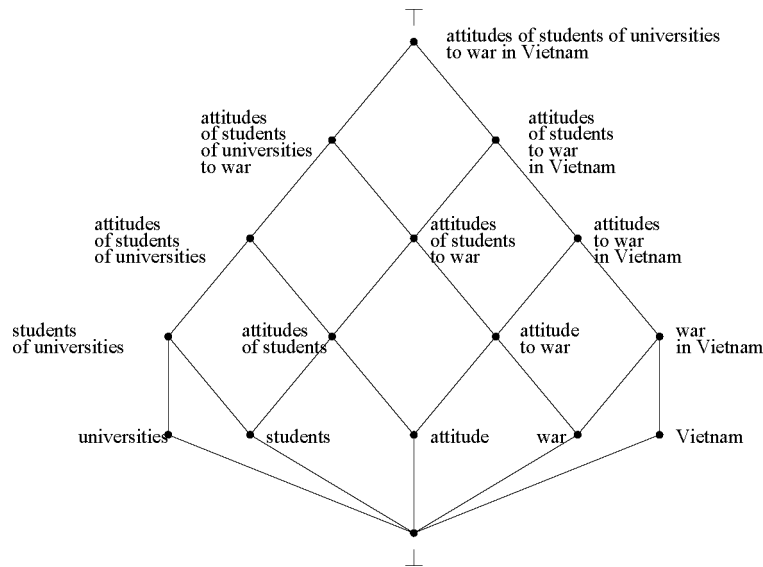 ⊤
attitudes of students of universities
to war in Vietnam
attitudes
of students
of universities
to war
attitudes
of students
to war
in Vietnam
attitudes
of students
of universities
attitudes
of students
to war
attitudes
to war
in Vietnam
students
of universities
attitudes
of students
attitude
to war
war
in Vietnam
universities
students
attitude
war
Vietnam
⊥